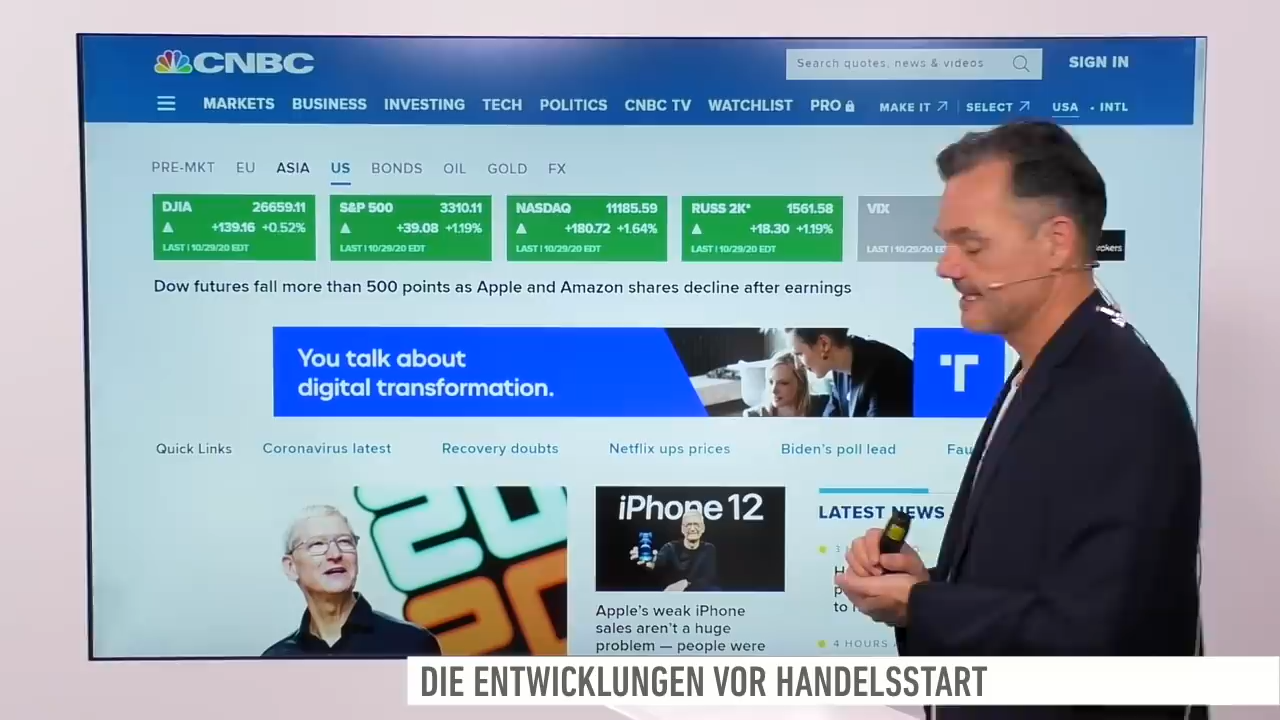 CNBC
Search quotes, news & videos
SIGN IN
MARKETS BUSINESS INVESTING TECH POLITICS CNBC TV WATCHLIST PRO MAKE IT SELECT USA • INTL
PRE-MKT EU ASIA US BONDS OIL GOLD FX
DJIA 26659.11
+139.16 +0.52%
LAST | 10/29/20 EDT
S&P 500 3310.11
+39.08 +1.19%
LAST | 10/29/20 EDT
NASDAQ 11185.59
+180.72 +1.64%
LAST | 10/29/20 EDT
RUSS 2K* 1561.58
+18.30 +1.19%
LAST | 10/29/20 EDT
VIX
LAST | 10/29/20
Dow futures fall more than 500 points as Apple and Amazon shares decline after earnings
You talk about
digital transformation.
Quick Links Coronavirus latest Recovery doubts Netflix ups prices Biden's poll lead
iPhone 12
Apple's weak iPhone
sales aren't a huge
problem — people were
LATEST NEWS
4 HOURS
DIE ENTWICKLUNGEN VOR HANDELSSTART